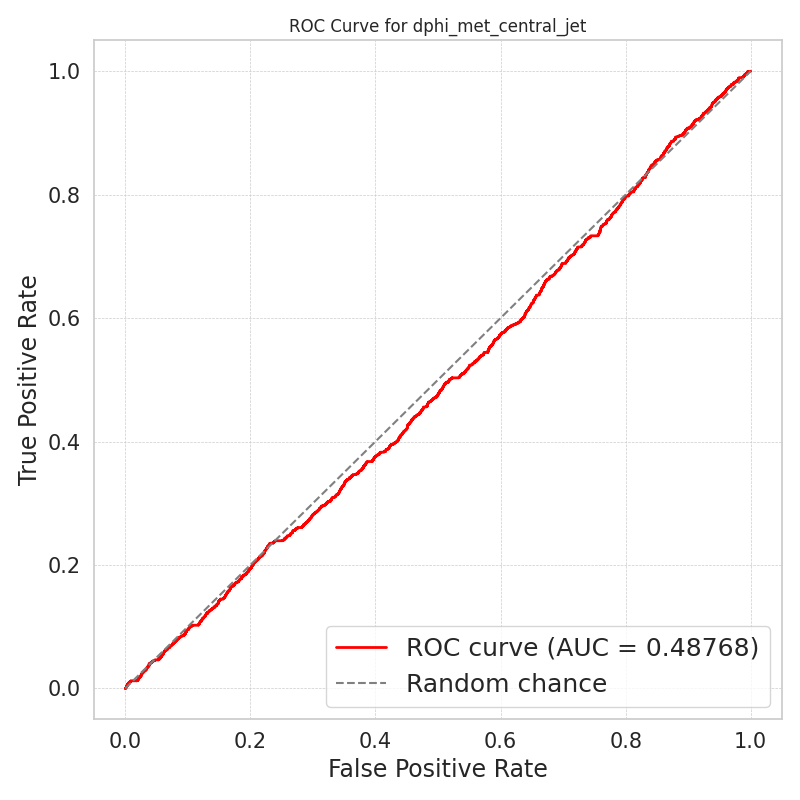 ROC Curve for dphi_met_central_jet
1.0
0.8
0.6
0.4
0.2
0.0
True Positive Rate
ROC curve (AUC = 0.48768)
Random chance
0.0 0.2 0.4 0.6 0.8 1.0
False Positive Rate